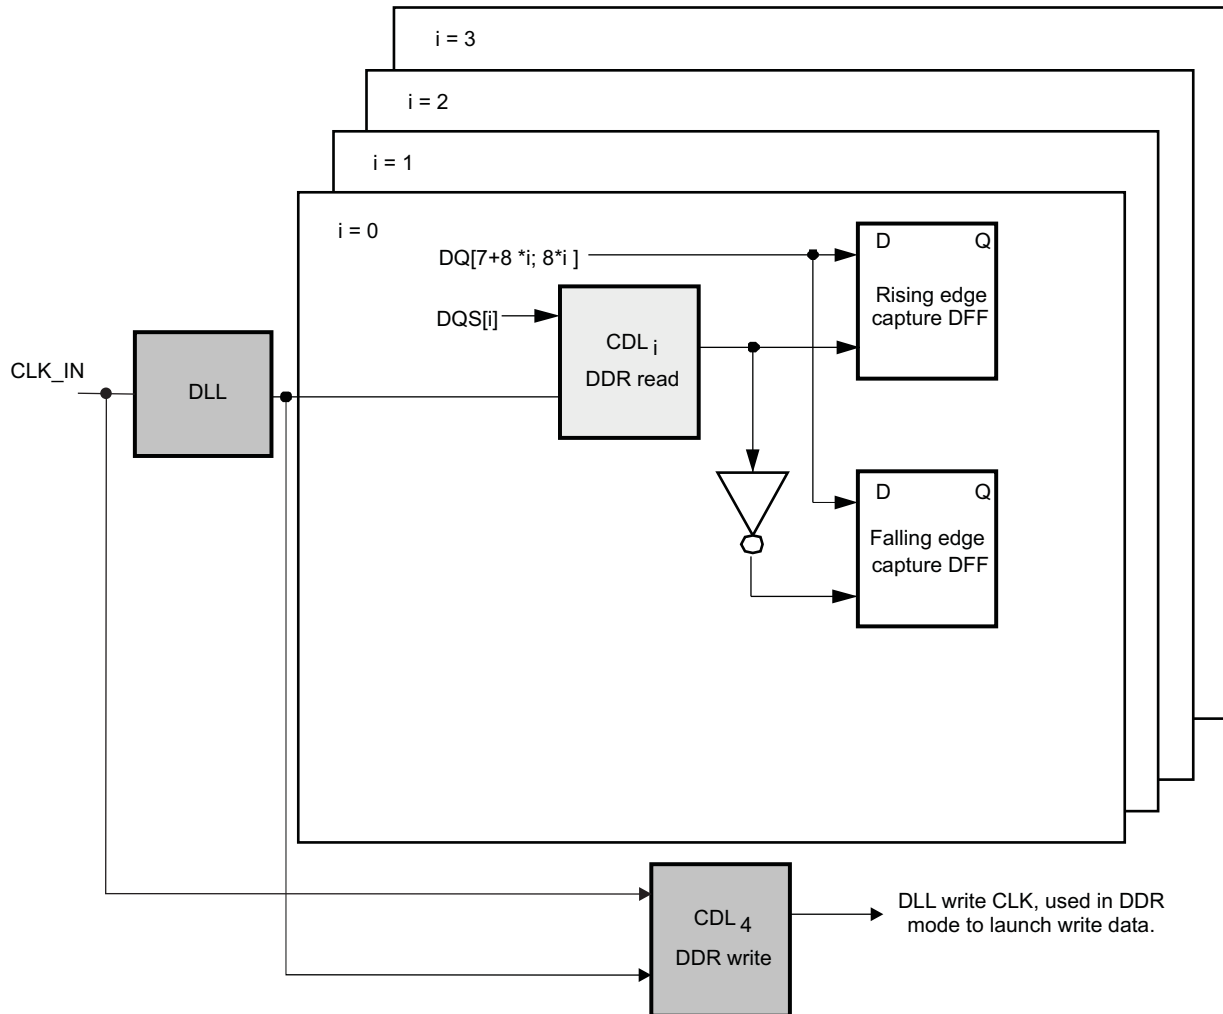 i = 3
i = 2
i = 1
i = 0
DQ[7+8 *i; 8*i ]
DQS[i]
CDL i
DDR read
D Q
Rising edge
capture DFF
CLK_IN
DLL
D Q
Falling edge
capture DFF
CDL 4
DDR write
DLL write CLK, used in DDR
mode to launch write data.